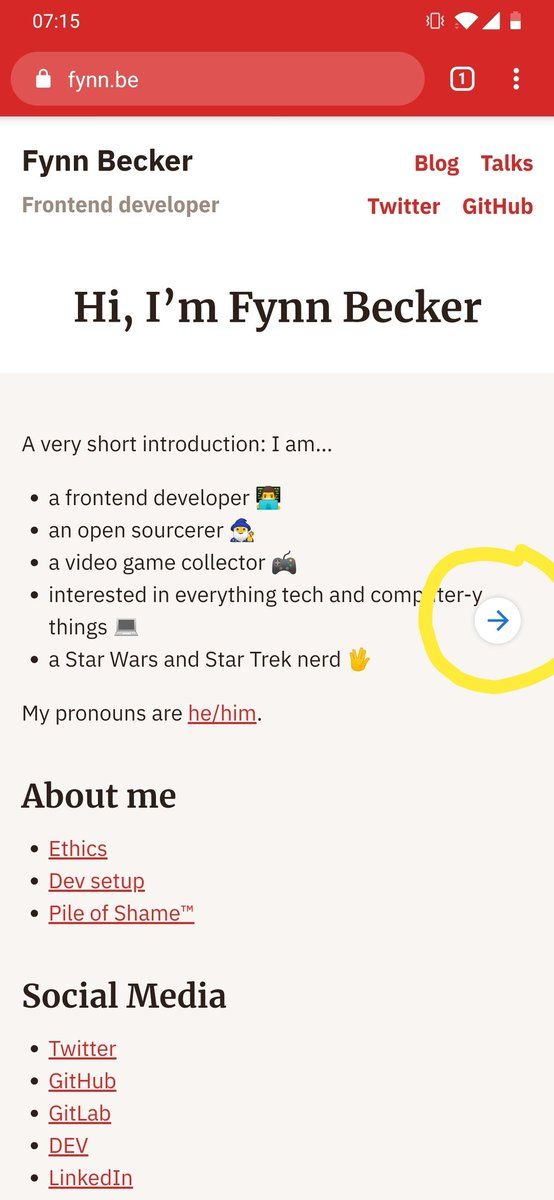 07:15
fynn.be
1
Fynn Becker
Blog Talks
Frontend developer
Twitter GitHub
Hi, I’m Fynn Becker
A very short introduction: I am...
a frontend developer 👨‍💻
an open sourcerer 🧙‍♂️
a video game collector 🎮
interested in everything tech and computer-y
things 💻
a Star Wars and Star Trek nerd 🖖
My pronouns are he/him.
About me
Ethics
Dev setup
Pile of Shame™
Social Media
Twitter
GitHub
GitLab
DEV
LinkedIn